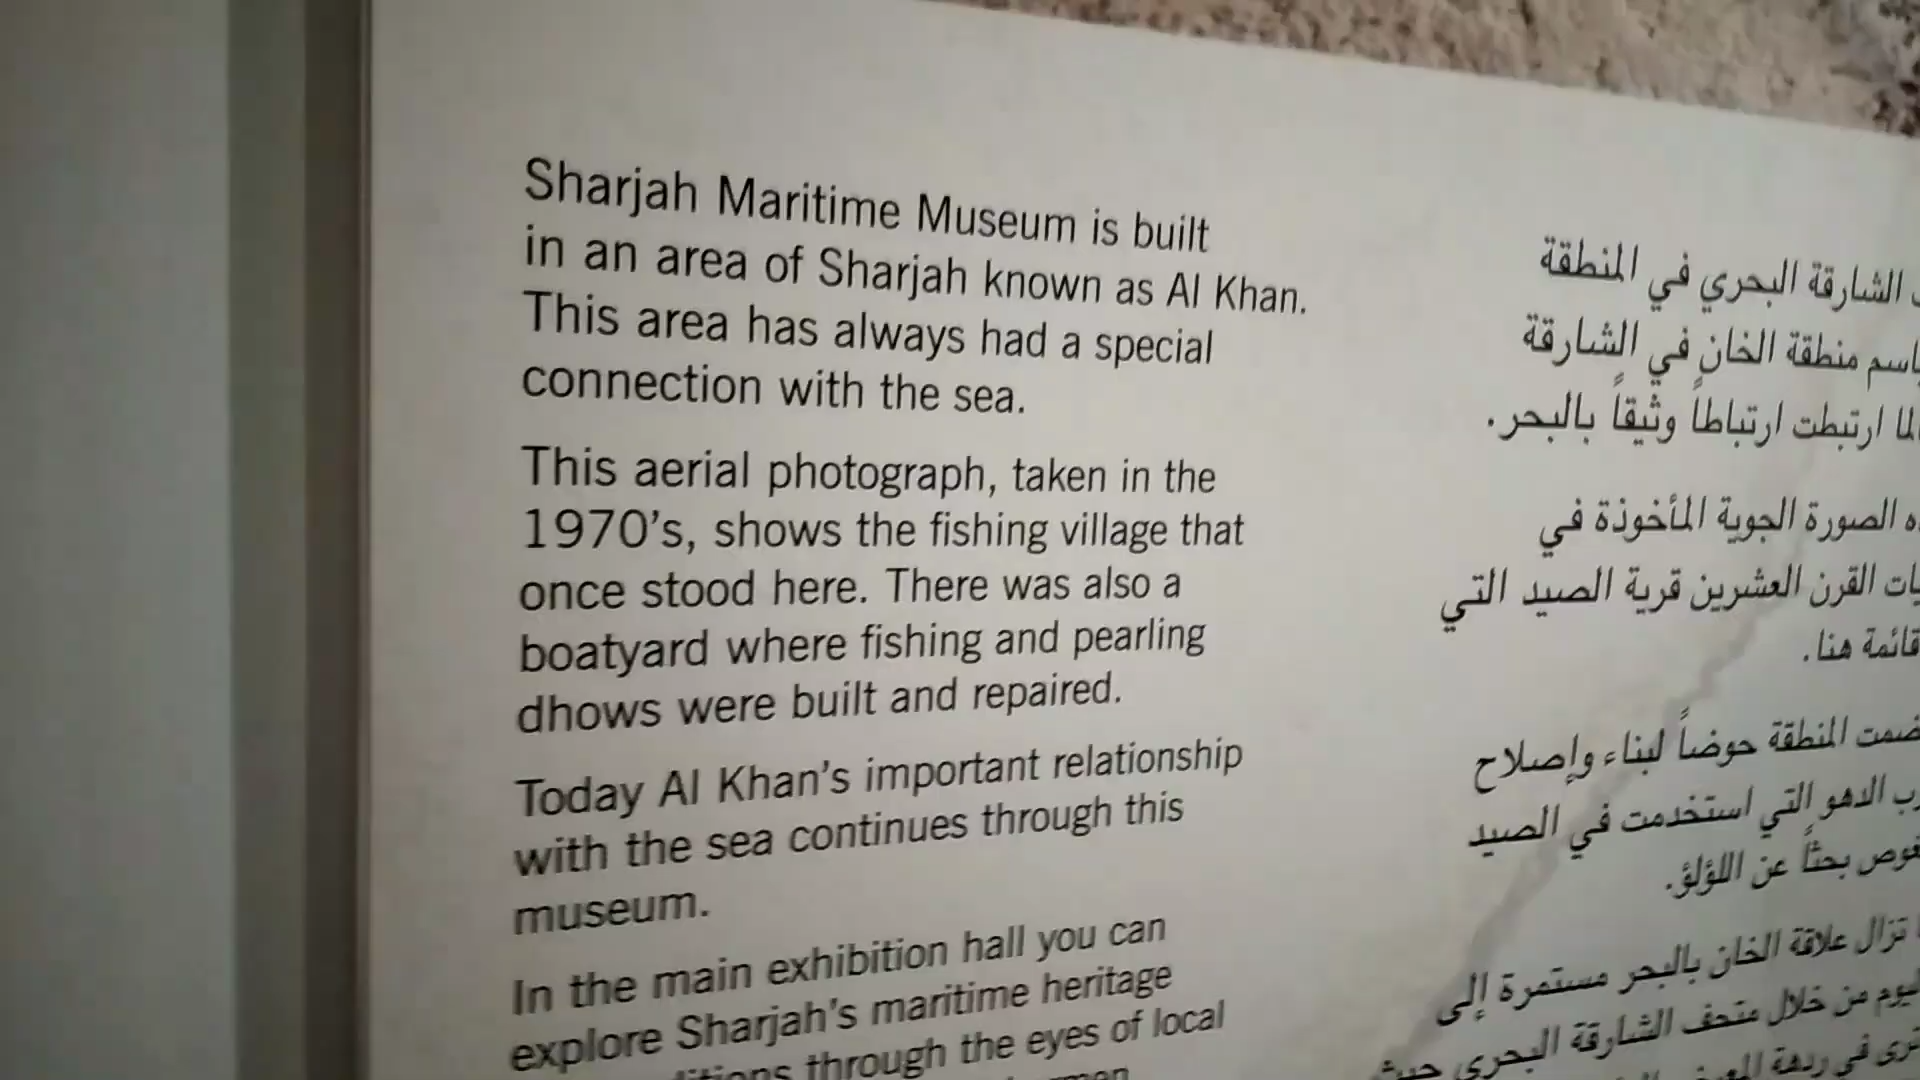 Sharjah Maritime Museum is built
in an area of Sharjah known as Al Khan.
This area has always had a special
connection with the sea.
This aerial photograph, taken in the
1970's, shows the fishing village that
once stood here. There was also a
boatyard where fishing and pearling
dhows were built and repaired.
Today Al Khan's important relationship
with the sea continues through this
museum.
In the main exhibition hall you can
explore Sharjah's maritime heritage
through the eyes of local
الشارقة البحري في المنطقة
منطقة الخان في الشارقة
ارتبطت ارتباطاً وثيقاً بالبحر.
الصورة الجوية المأخوذة في
القرن العشرين قرية الصيد التي
قائمة هنا.
المنطقة حوضاً لبناء وإصلاح
الدهو التي استخدمت في الصيد
بحثاً عن اللؤلؤ.
تزال علاقة الخان بالبحر مستمرة إلى
من خلال متحف الشارقة البحري حيث
في ردهة